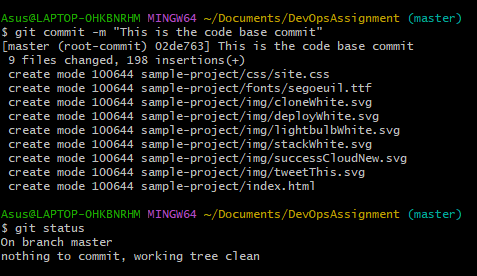 Asus@LAPTOP-OHKBNRHM MINGW64 ~/Documents/DevOpsAssignment (master)
$ git commit -m "This is the code base commit"
[master (root-commit) 02de763] This is the code base commit
 9 files changed, 198 insertions(+)
 create mode 100644 sample-project/css/site.css
 create mode 100644 sample-project/fonts/segoeuil.ttf
 create mode 100644 sample-project/img/cloneWhite.svg
 create mode 100644 sample-project/img/deployWhite.svg
 create mode 100644 sample-project/img/lightbulbWhite.svg
 create mode 100644 sample-project/img/stackWhite.svg
 create mode 100644 sample-project/img/successCloudNew.svg
 create mode 100644 sample-project/img/tweetThis.svg
 create mode 100644 sample-project/index.html
Asus@LAPTOP-OHKBNRHM MINGW64 ~/Documents/DevOpsAssignment (master)
$ git status
On branch master
nothing to commit, working tree clean